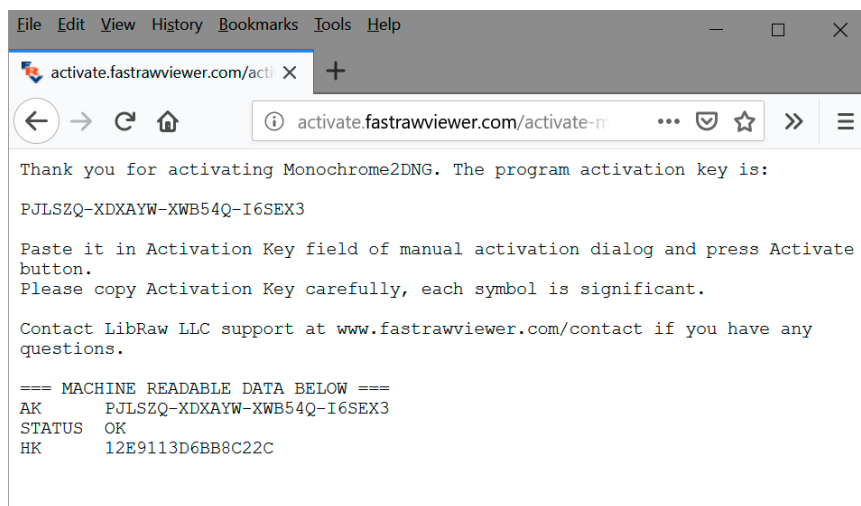 File Edit View History Bookmarks Tools Help
activate.fastrawviewer.com/acti
activate.fastrawviewer.com/activate-m
Thank you for activating Monochrome2DNG. The program activation key is:
PJLSZQ-XDXAYW-XWB54Q-I6SEX3
Paste it in Activation Key field of manual activation dialog and press Activate
button.
Please copy Activation Key carefully, each symbol is significant.
Contact LibRaw LLC support at www.fastrawviewer.com/contact if you have any
questions.
=== MACHINE READABLE DATA BELOW ===
AK PJLSZQ-XDXAYW-XWB54Q-I6SEX3
STATUS OK
HK 12E9113D6BB8C22C